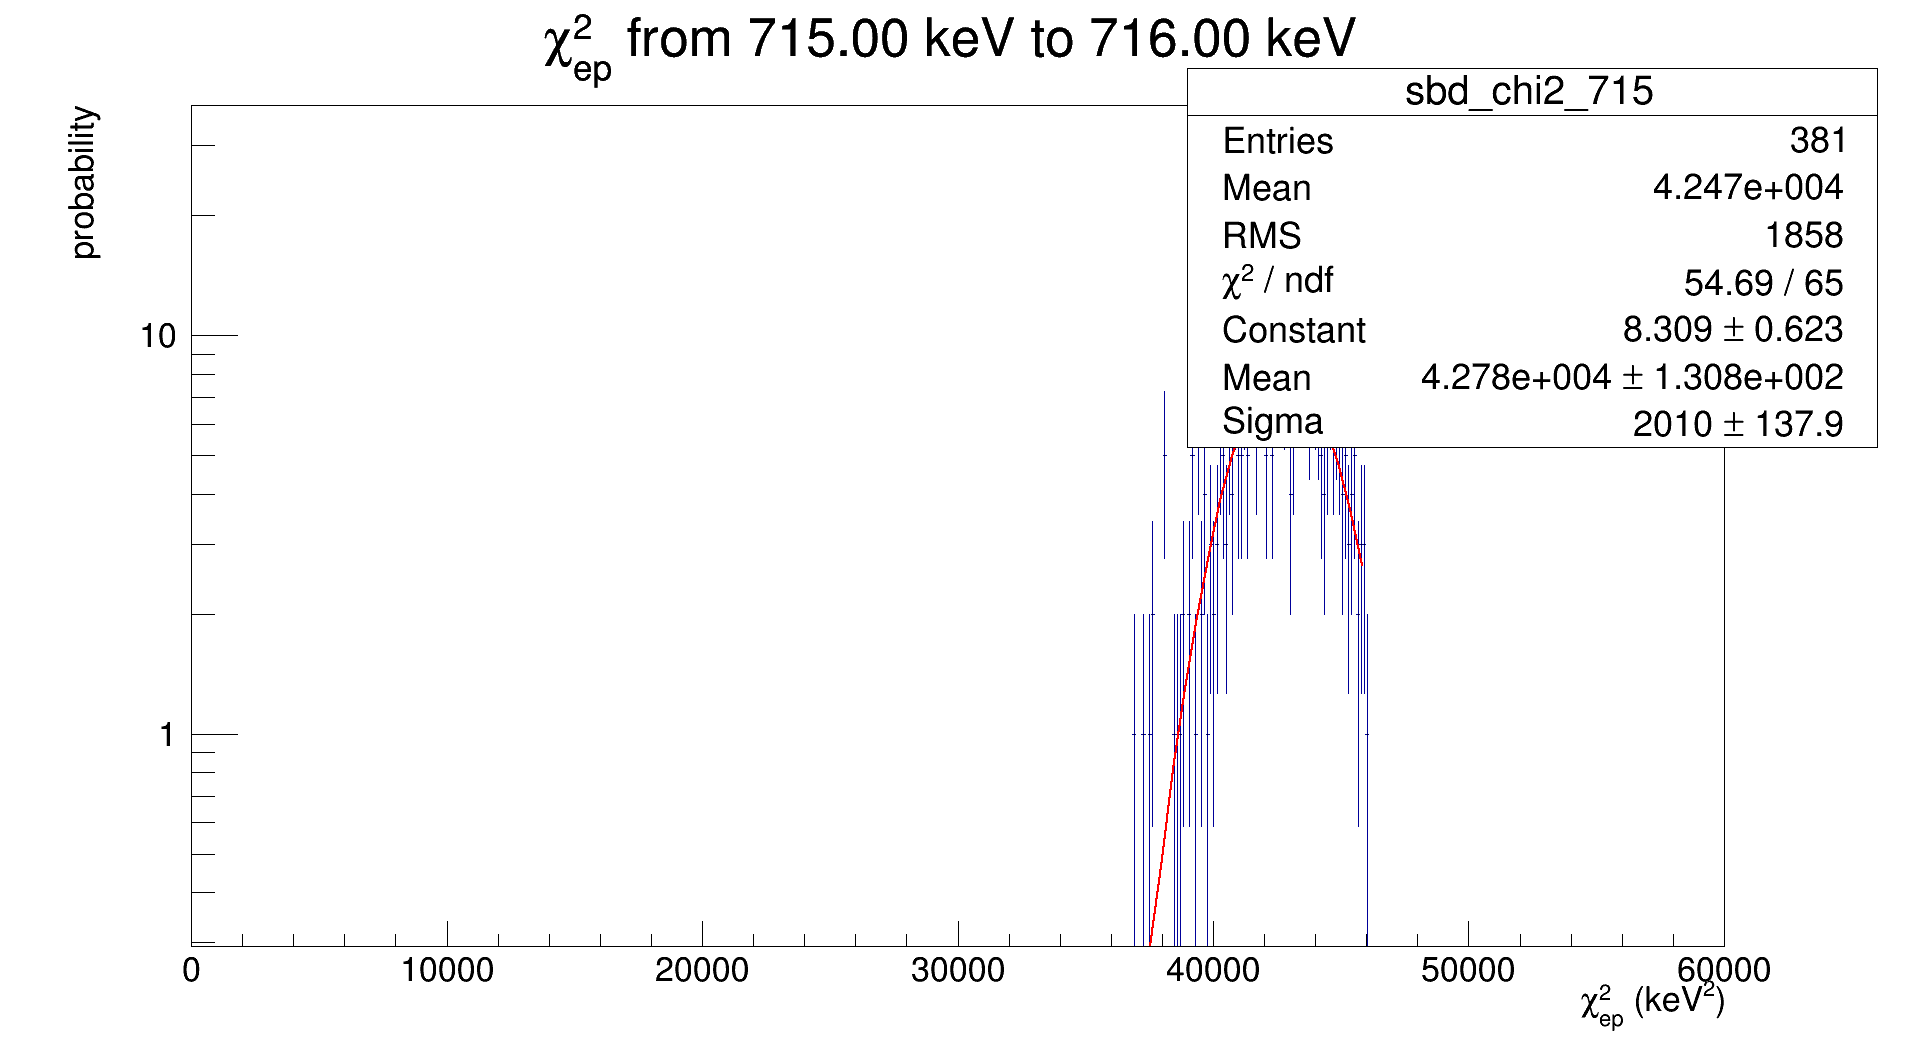 χ²ep from 715.00 keV to 716.00 keV
sbd_chi2_715
Entries 381
Mean 4.247e+004
RMS 1858
χ² / ndf 54.69 / 65
Constant 8.309 ± 0.623
Mean 4.278e+004 ± 1.308e+002
Sigma 2010 ± 137.9
probability
10
1
0 10000 20000 30000 40000 50000 60000
χ²ep (keV²)